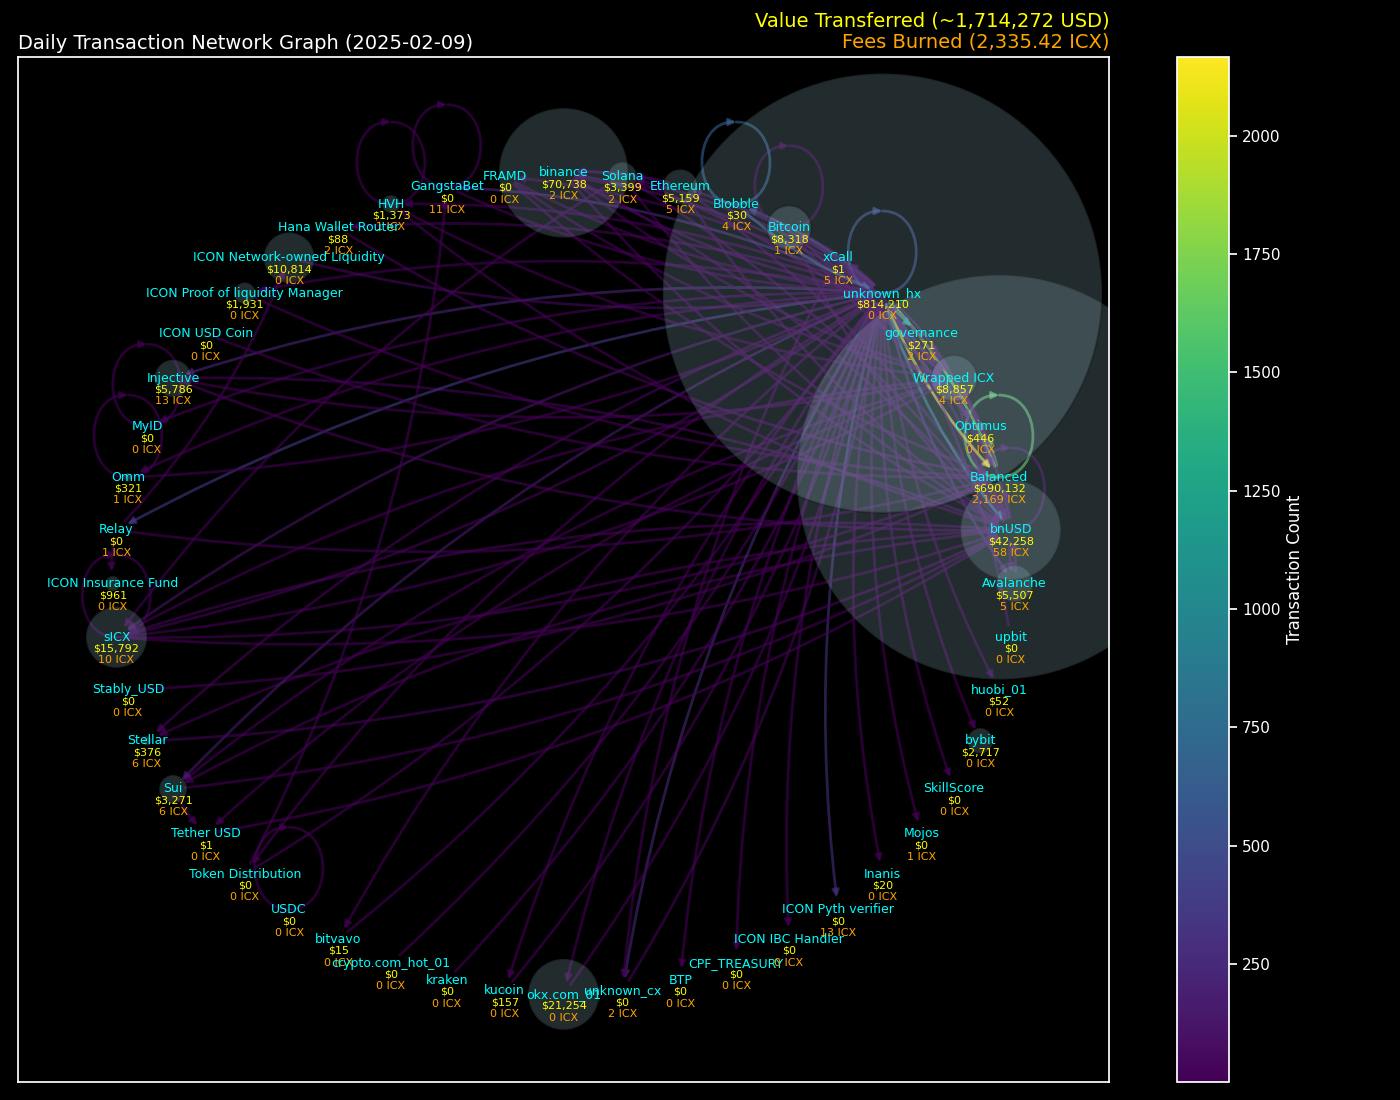 Value Transferred (~1,714,272 USD)
Daily Transaction Network Graph (2025-02-09)
Fees Burned (2,335.42 ICX)
FRAMD
$0
0 ICX
binance
$70,738
2 ICX
Solana
$3,399
2 ICX
GangstaBet
$0
11 ICX
Ethereum
$5,159
5 ICX
HVH
$1,373
ICX
Blobble
$30
4 ICX
Hana Wallet Router
$88
2 ICX
Bitcoin
$8,318
1 ICX
ICON Network-owned Liquidity
$10,814
0 ICX
xCall
$1
5 ICX
ICON Proof of liquidity Manager
$1,931
0 ICX
unknown_hx
$814,210
0 ICX
ICON USD Coin
$0
0 ICX
governance
$271
2 ICX
Injective
$5,786
13 ICX
Wrapped ICX
$8,857
4 ICX
MyID
$0
0 ICX
Optimus
$446
0 ICX
Omm
$321
1 ICX
Balanced
$690,132
2,169 ICX
Relay
$0
1 ICX
bnUSD
$42,258
58 ICX
ICON Insurance Fund
$961
0 ICX
Avalanche
$5,507
5 ICX
sICX
$15,792
10 ICX
upbit
$0
0 ICX
Stably_USD
$0
0 ICX
huobi_01
$52
0 ICX
Stellar
$376
6 ICX
bybit
$2,717
0 ICX
Sui
$3,271
6 ICX
SkillScore
$0
0 ICX
Tether USD
$1
0 ICX
Mojos
$0
1 ICX
Token Distribution
$0
0 ICX
Inanis
$20
0 ICX
USDC
$0
0 ICX
ICON Pyth verifier
$0
13 ICX
bitvavo
$15
0 ICX
ICON IBC Handler
$0
0 ICX
crypto.com_hot_01
$0
0 ICX
CPF_TREASURY
$0
0 ICX
kraken
$0
0 ICX
BTP
$0
0 ICX
kucoin
$157
0 ICX
okx.com_01
$21,254
0 ICX
unknown_cx
$0
2 ICX
2000
1750
1500
1250
1000
750
500
250
Transaction Count